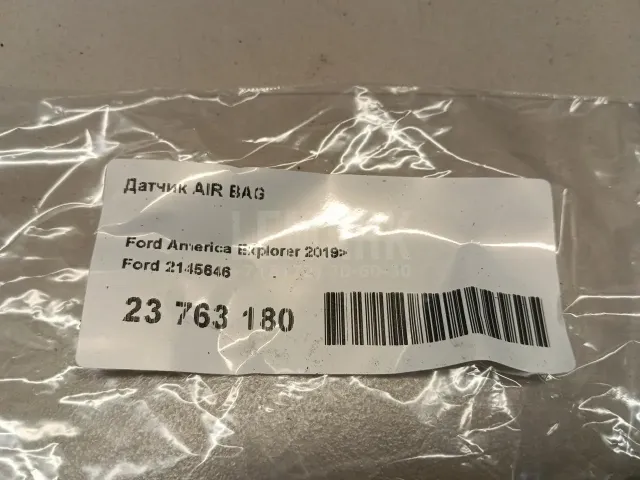 Датчик AIR BAG
Ford America Explorer 2019>
Ford 2145646
23 763 180